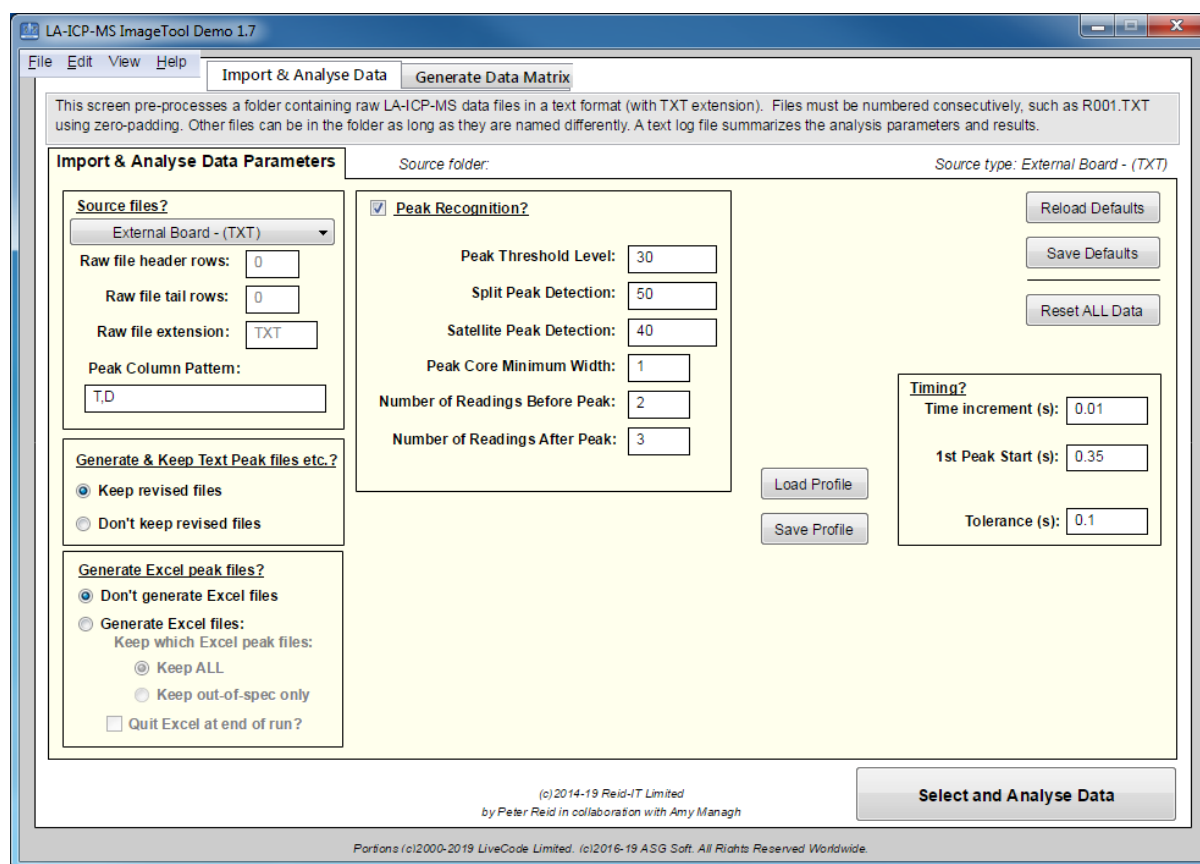 LA-ICP-MS ImageTool Demo 1.7
File Edit View Help
Import & Analyse Data
Generate Data Matrix
This screen pre-processes a folder containing raw LA-ICP-MS data files in a text format (with TXT extension). Files must be numbered consecutively, such as R001.TXT
using zero-padding. Other files can be in the folder as long as they are named differently. A text log file summarizes the analysis parameters and results.
Import & Analyse Data Parameters
Source folder:
Source type: External Board - (TXT)
Source files?
External Board - (TXT)
Raw file header rows: 0
Raw file tail rows: 0
Raw file extension: TXT
Peak Column Pattern:
T,D
Generate & Keep Text Peak files etc.?
Keep revised files
Don't keep revised files
Generate Excel peak files?
Don't generate Excel files
Generate Excel files:
Keep which Excel peak files:
Keep ALL
Keep out-of-spec only
Quit Excel at end of run?
Peak Recognition?
Peak Threshold Level: 30
Split Peak Detection: 50
Satellite Peak Detection: 40
Peak Core Minimum Width: 1
Number of Readings Before Peak: 2
Number of Readings After Peak: 3
Load Profile
Save Profile
Reload Defaults
Save Defaults
Reset ALL Data
Timing?
Time increment (s): 0.01
1st Peak Start (s): 0.35
Tolerance (s): 0.1
(c)2014-19 Reid-IT Limited
by Peter Reid in collaboration with Amy Managh
Select and Analyse Data
Portions (c)2000-2019 LiveCode Limited. (c)2016-19 ASG Soft. All Rights Reserved Worldwide.